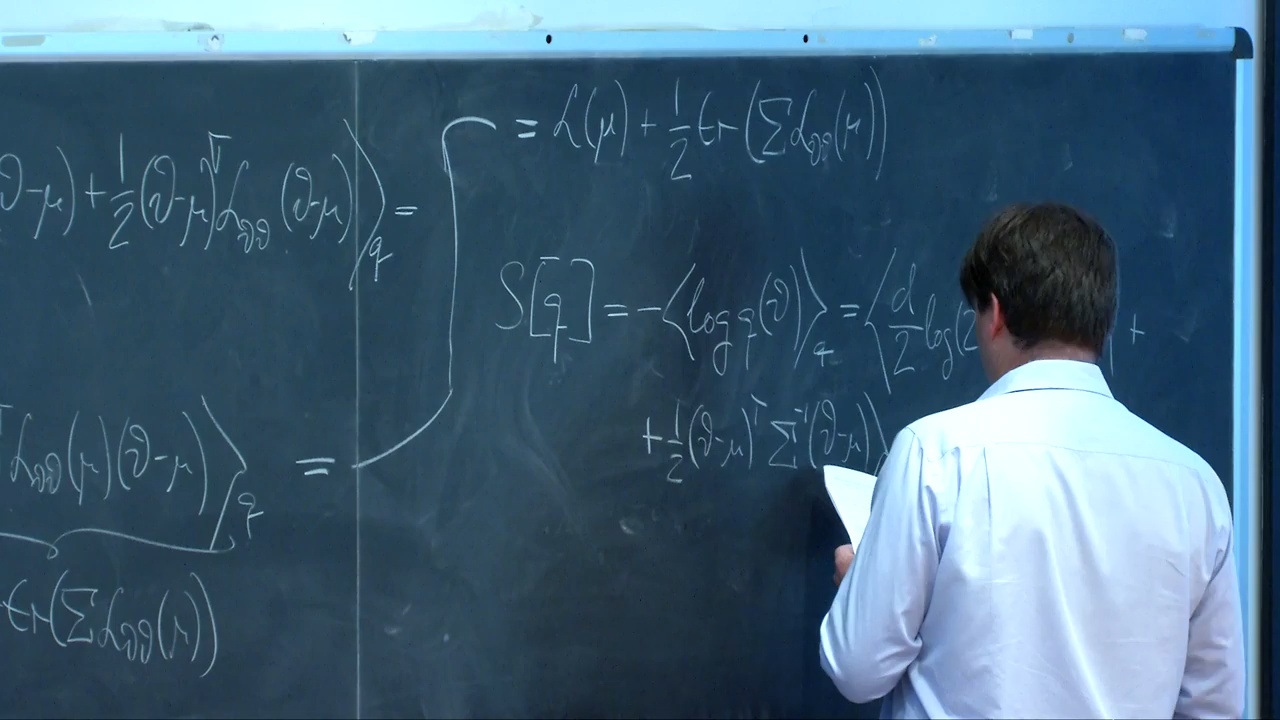 ϑ-μ) + 1/2 (ϑ-μ)ᵀ ℒ_ϑϑ (ϑ-μ)⟩_q =
ℒ_ϑϑ(μ)(ϑ-μ)⟩_q =
tr(Σ ℒ_ϑϑ(μ))
= ℒ(μ) + 1/2 tr(Σ ℒ_ϑϑ(μ))
S[q] = -⟨log q(ϑ)⟩_q = ⟨d/2 log(2 +
+ 1/2 (ϑ-μ)ᵀ Σ⁻¹ (ϑ-μ)⟩